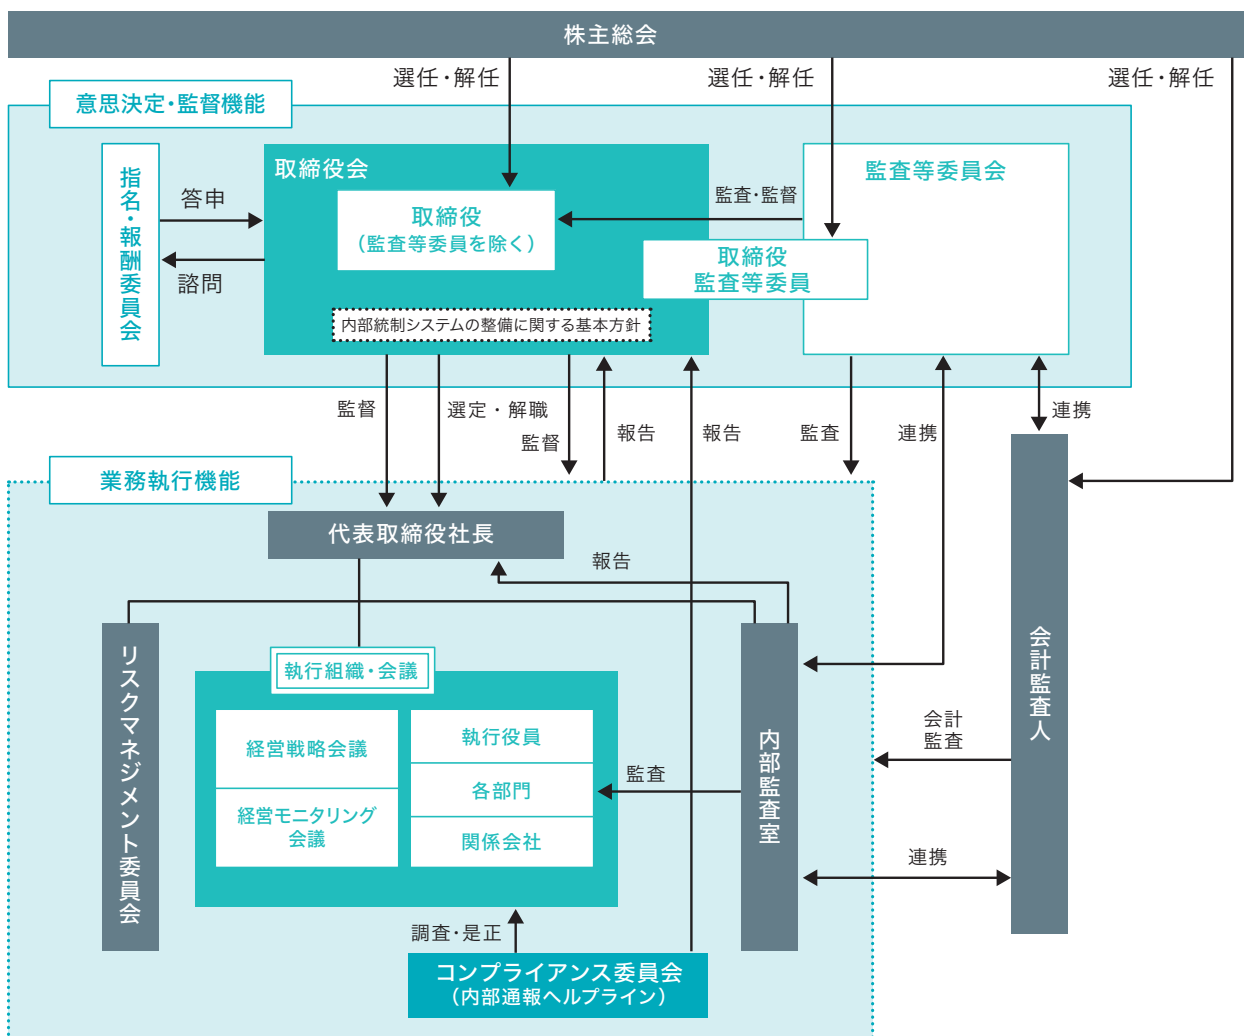 株主総会
選任・解任
選任・解任
選任・解任
意思決定・監督機能
指名・報酬委員会
答申
諮問
取締役会
取締役
（監査等委員を除く）
監査・監督
監査等委員会
取締役
監査等委員
内部統制システムの整備に関する基本方針
監督
選定・解職
監督
報告
報告
監査
連携
連携
業務執行機能
代表取締役社長
報告
リスクマネジメント委員会
執行組織・会議
経営戦略会議
経営モニタリング
会議
執行役員
各部門
関係会社
監査
内部監査室
会計監査人
会計
監査
連携
調査・是正
コンプライアンス委員会
（内部通報ヘルプライン）